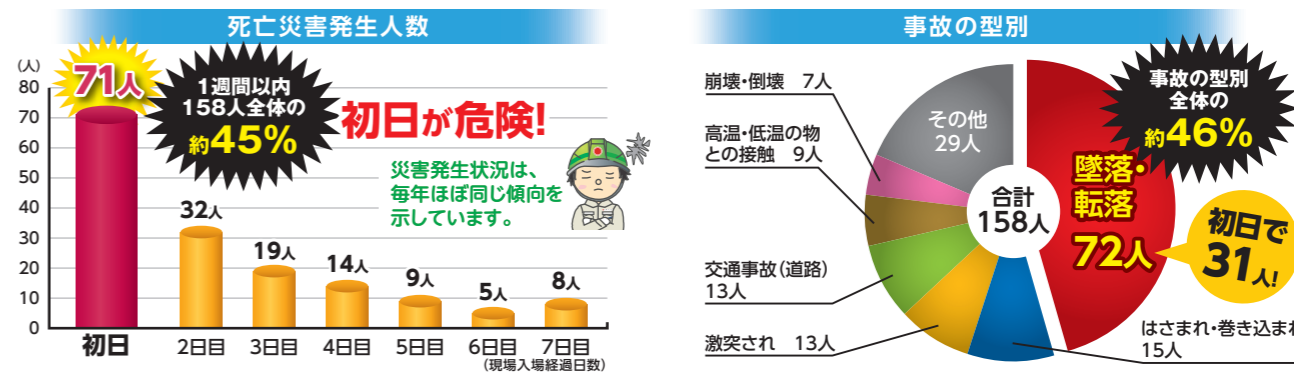 死亡災害発生人数
(人)
80
70
60
50
40
30
20
10
0
71人
1週間以内
158人全体の
約45%
初日が危険!
災害発生状況は、
毎年ほぼ同じ傾向を
示しています。
32人
19人
14人
9人
5人
8人
初日
2日目
3日目
4日目
5日目
6日目
7日目
(現場入場経過日数)
事故の型別
事故の型別
全体の
約46%
崩壊・倒壊 7人
高温・低温の物
との接触 9人
交通事故(道路)
13人
激突され 13人
その他
29人
合計
158人
墜落・
転落
72人
初日で
31人!
はさまれ・巻き込まれ
15人